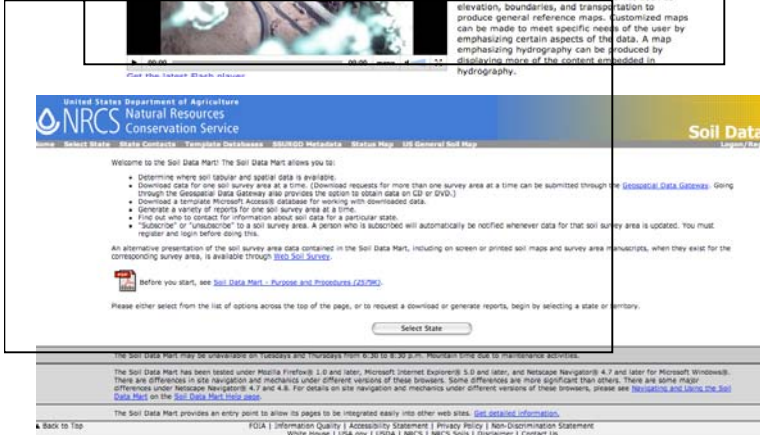 elevation, boundaries, and transportation to
produce general reference maps. Customized maps
can be made to meet specific needs of the user by
emphasizing certain aspects of the data. A map
emphasizing hydrography can be produced by
displaying more of the content embedded in
hydrography.
00:00 00:00
Get the latest Flash player
United States Department of Agriculture
NRCS Natural Resources
Conservation Service
Soil Data
Home Select State State Contacts Template Databases SSURGO Metadata Status Map US General Soil Map
Welcome to the Soil Data Mart! The Soil Data Mart allows you to:
Determine where soil tabular and spatial data is available.
Download data for one soil survey area at a time. (Download requests for more than one survey area at a time can be submitted through the Geospatial Data Gateway. Going
through the Geospatial Data Gateway also provides the option to obtain data on CD or DVD.)
Download a template Microsoft Access® database for working with downloaded data.
Generate a variety of reports for one soil survey area at a time.
Find out who to contact for information about soil data for a particular state.
"Subscribe" or "unsubscribe" to a soil survey area. A person who is subscribed will automatically be notified whenever data for that soil survey area is updated. You must
register and login before doing this.
An alternative presentation of the soil survey area data contained in the Soil Data Mart, including on screen or printed soil maps and survey area manuscripts, when they exist for the
corresponding survey area, is available through Web Soil Survey.
Before you start, see Soil Data Mart - Purpose and Procedures (2979K).
Please either select from the list of options across the top of the page, or to request a download or generate reports, begin by selecting a state or territory.
Select State
The Soil Data Mart may be unavailable on Tuesdays and Thursdays from 6:30 to 8:30 p.m. Mountain time due to maintenance activities.
The Soil Data Mart has been tested under Mozilla Firefox® 1.0 and later, Microsoft Internet Explorer® 5.0 and later, and Netscape Navigator® 4.7 and later for Microsoft Windows®.
There are differences in site navigation and mechanics under different versions of these browsers. Some differences are more significant than others. There are some major
differences under Netscape Navigator® 4.7 and 4.8. For details on site navigation and mechanics under different versions of these browsers, please see Navigating and Using the Soil
Data Mart on the Soil Data Mart Help page.
The Soil Data Mart provides an entry point to allow its pages to be integrated easily into other web sites. Get detailed information.
Back to Top
FOIA | Information Quality | Accessibility Statement | Privacy Policy | Non-Discrimination Statement
White House | USA.gov | USDA | NRCS | NRCS Soils | Disclaimer | Contact Us